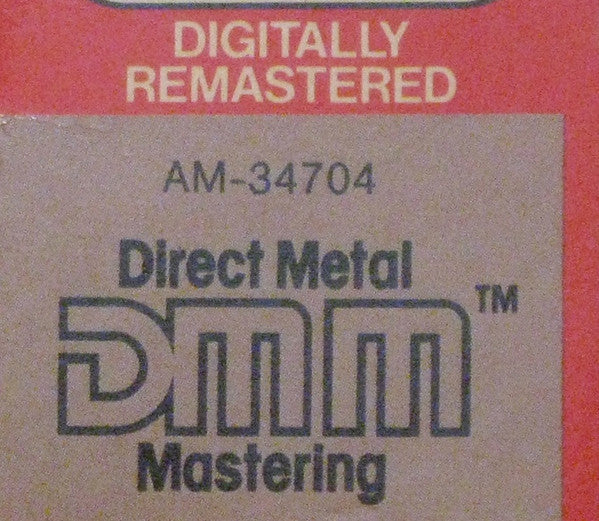 DIGITALLY
REMASTERED
AM-34704
Direct Metal
DMM™
Mastering